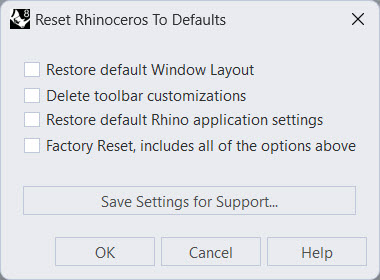 8
Reset Rhinoceros To Defaults
Restore default Window Layout
Delete toolbar customizations
Restore default Rhino application settings
Factory Reset, includes all of the options above
Save Settings for Support...
OK
Cancel
Help